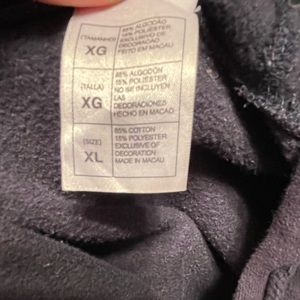 (TAMANHO)
XG
85% ALGODÃO
15% POLIÉSTER
EXCLUSIVO DE
DECORAÇÃO
FEITO EM MACAU
(TALLA)
XG
85% ALGODÓN
15% POLIÉSTER
NO SE INCLUYEN
LAS
DECORACIONES
HECHO EN MACAO
(SIZE)
XL
85% COTTON
15% POLYESTER
EXCLUSIVE OF
DECORATION
MADE IN MACAU